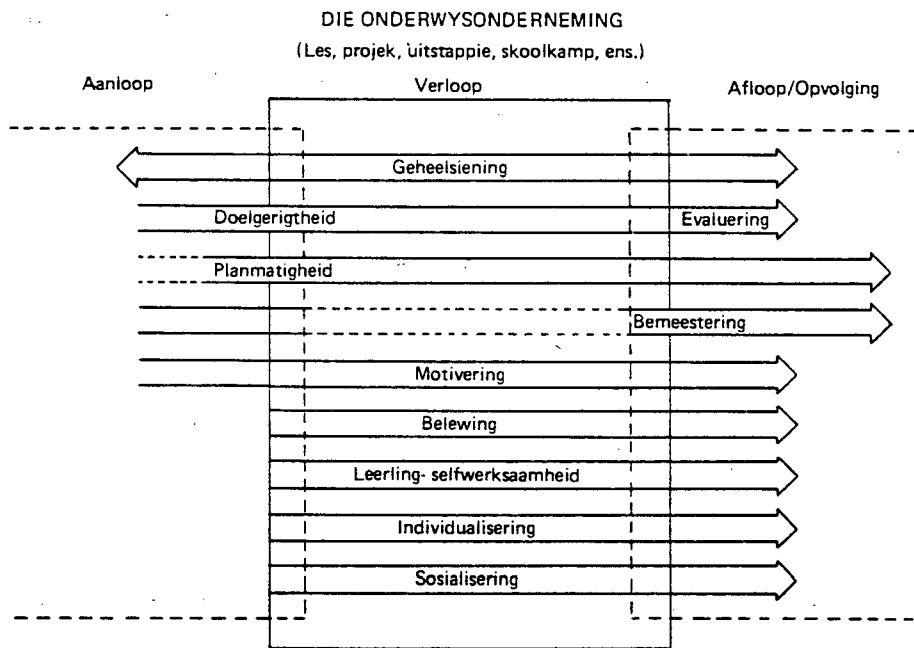 DIE ONDERWYSONDERNEMING
(Les, projek, uitstappie, skoolkamp, ens.)
Aanloop
Verloop
Afloop/Opvolging
Geheelsiening
Doelgerigtheid
Evaluering
Planmatigheid
Bemeestering
Motivering
Belewing
Leerling- selfwerksaamheid
Individualisering
Sosialisering